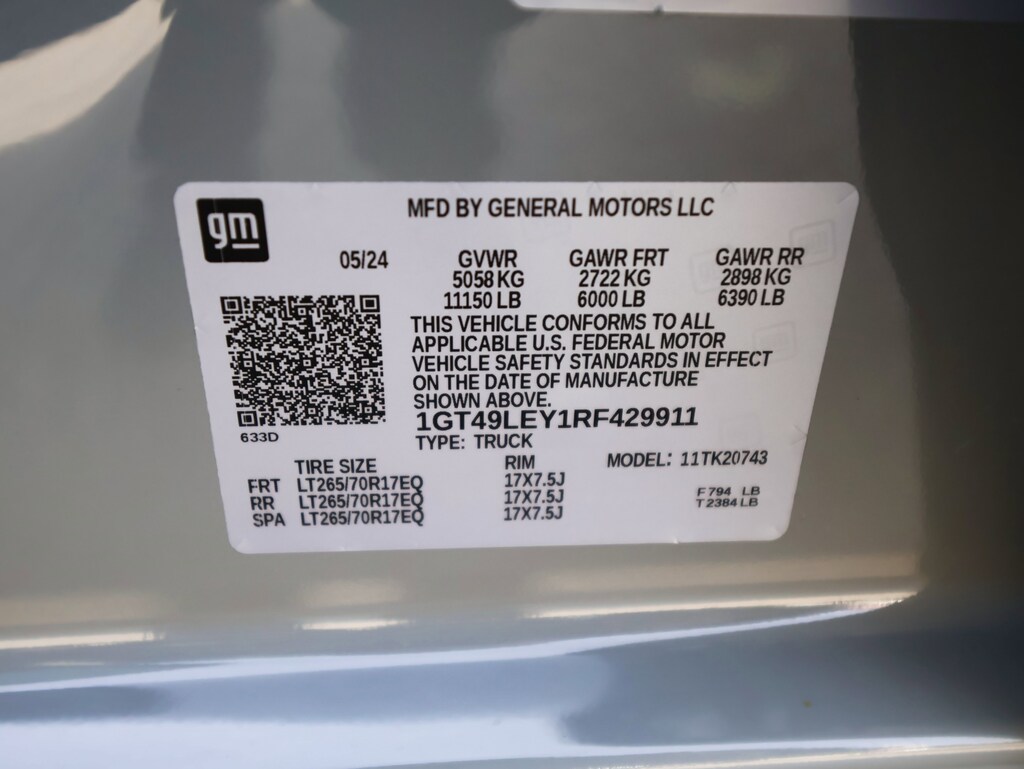 gm
MFD BY GENERAL MOTORS LLC
05/24 GVWR GAWR FRT GAWR RR
5058 KG 2722 KG 2898 KG
11150 LB 6000 LB 6390 LB
THIS VEHICLE CONFORMS TO ALL
APPLICABLE U.S. FEDERAL MOTOR
VEHICLE SAFETY STANDARDS IN EFFECT
ON THE DATE OF MANUFACTURE
SHOWN ABOVE.
1GT49LEY1RF429911
633D
TYPE: TRUCK
TIRE SIZE RIM MODEL: 11TK20743
FRT LT265/70R17EQ 17X7.5J
RR LT265/70R17EQ 17X7.5J
SPA LT265/70R17EQ 17X7.5J
F 794 LB
T 2384 LB